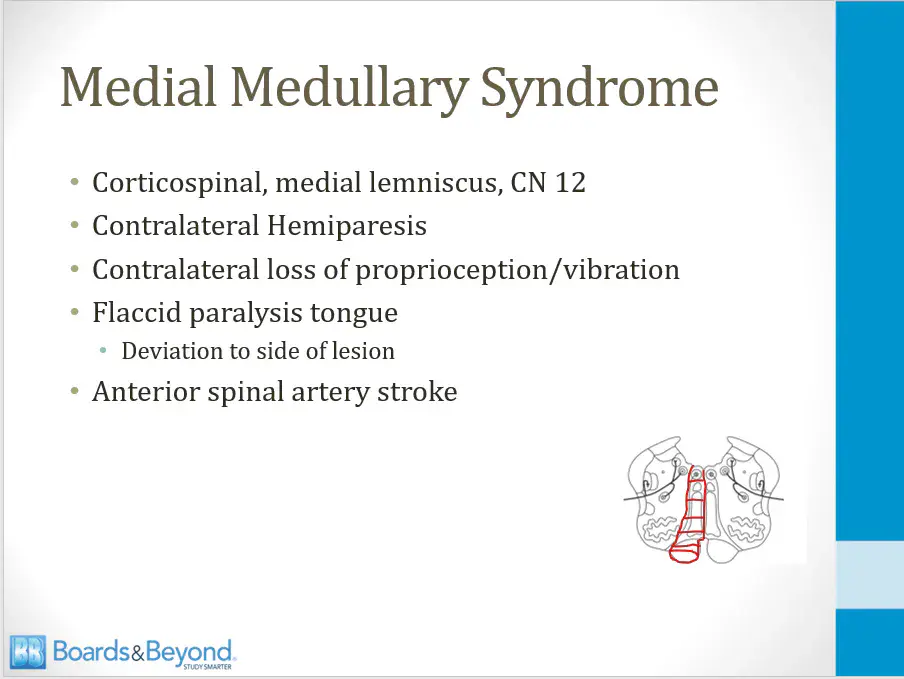 Medial Medullary Syndrome
• Corticospinal, medial lemniscus, CN 12
• Contralateral Hemiparesis
• Contralateral loss of proprioception/vibration
• Flaccid paralysis tongue
• Deviation to side of lesion
• Anterior spinal artery stroke
BB Boards&Beyond.
STUDY SMARTER